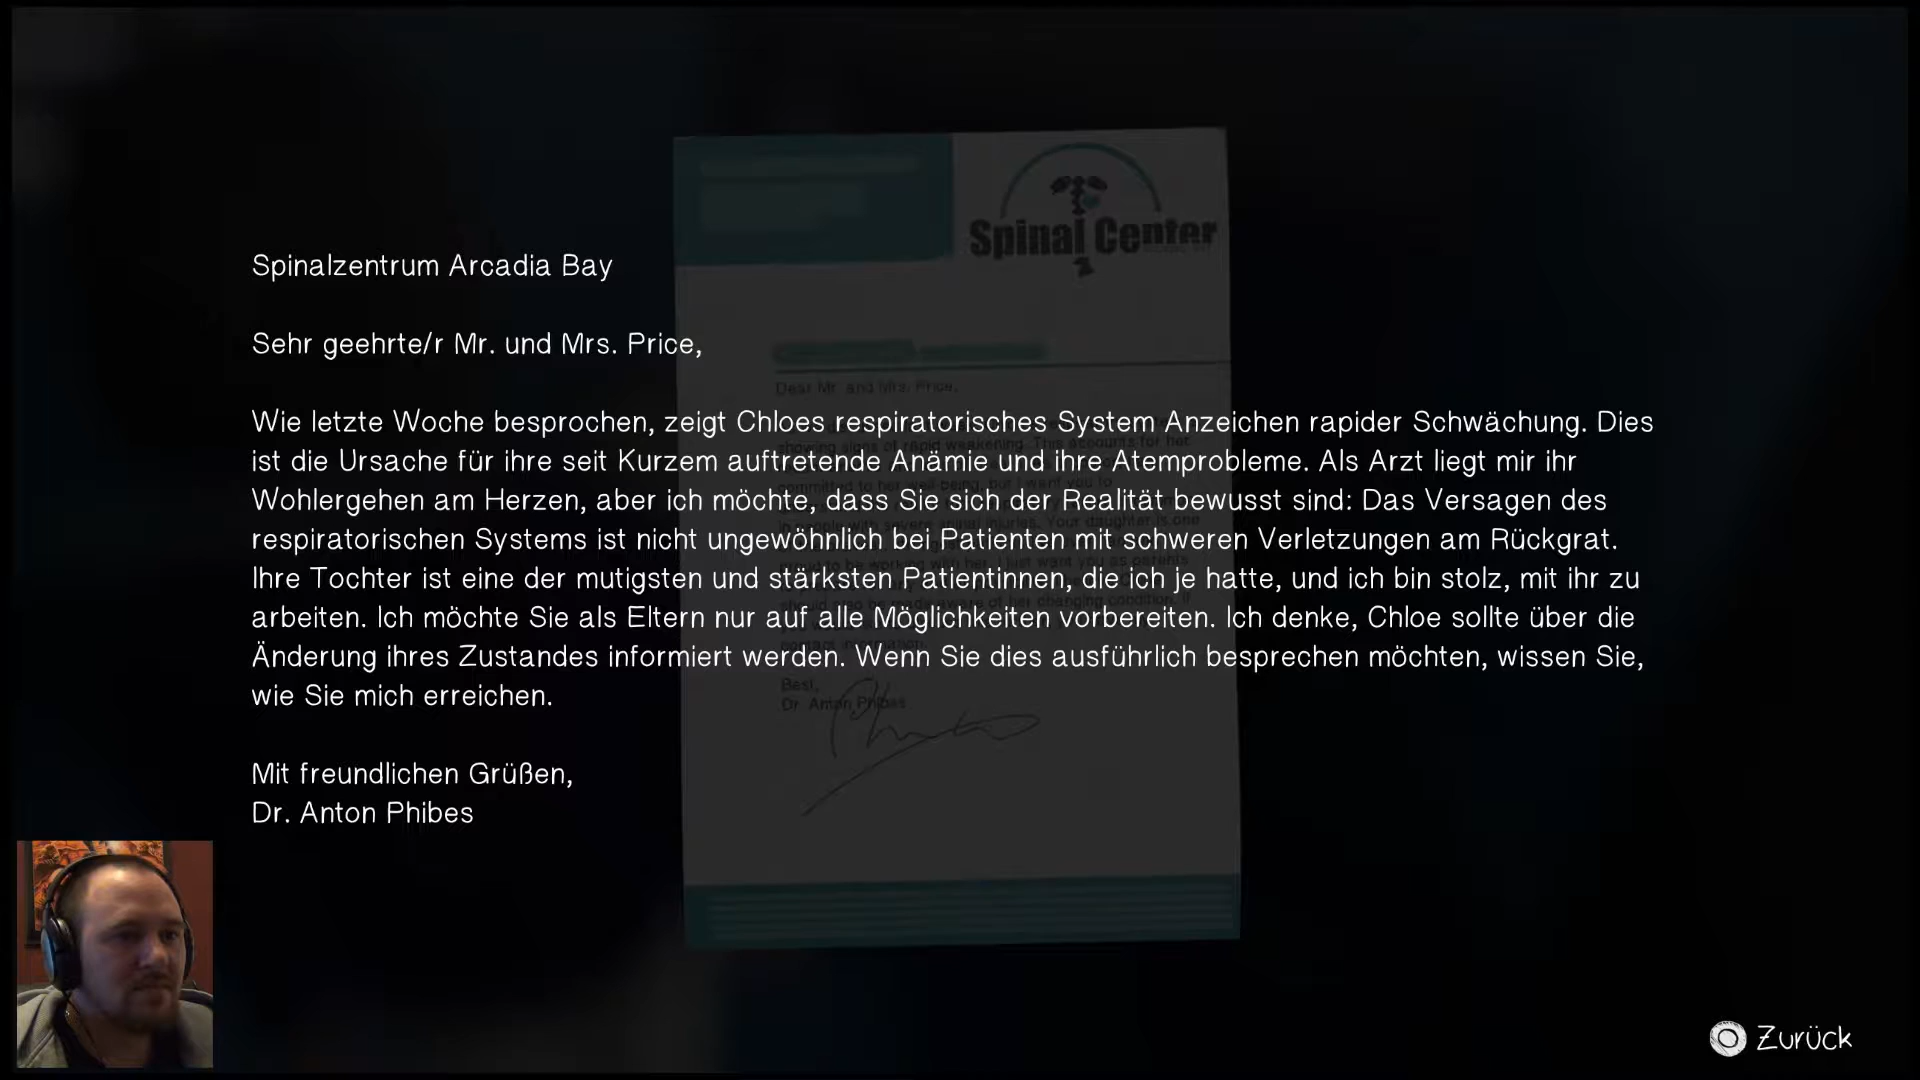 Spinal Center
Spinalzentrum Arcadia Bay
Sehr geehrte/r Mr. und Mrs. Price,
Dear Mr. and Mrs. Price,
Wie letzte Woche besprochen, zeigt Chloes respiratorisches System Anzeichen rapider Schwächung. Dies
ist die Ursache für ihre seit Kurzem auftretende Anämie und ihre Atemprobleme. Als Arzt liegt mir ihr
Wohlergehen am Herzen, aber ich möchte, dass Sie sich der Realität bewusst sind: Das Versagen des
respiratorischen Systems ist nicht ungewöhnlich bei Patienten mit schweren Verletzungen am Rückgrat.
Ihre Tochter ist eine der mutigsten und stärksten Patientinnen, die ich je hatte, und ich bin stolz, mit ihr zu
arbeiten. Ich möchte Sie als Eltern nur auf alle Möglichkeiten vorbereiten. Ich denke, Chloe sollte über die
Änderung ihres Zustandes informiert werden. Wenn Sie dies ausführlich besprechen möchten, wissen Sie,
wie Sie mich erreichen.
Best,
Dr. Anton Phibes
Mit freundlichen Grüßen,
Dr. Anton Phibes
Zurück